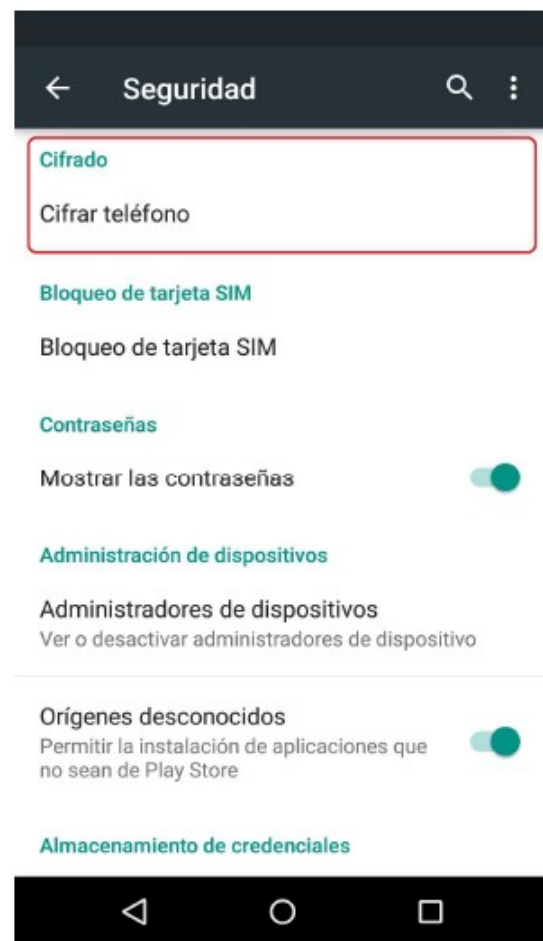 Seguridad
Cifrado
Cifrar teléfono
Bloqueo de tarjeta SIM
Bloqueo de tarjeta SIM
Contraseñas
Mostrar las contraseñas
Administración de dispositivos
Administradores de dispositivos
Ver o desactivar administradores de dispositivo
Orígenes desconocidos
Permitir la instalación de aplicaciones que
no sean de Play Store
Almacenamiento de credenciales